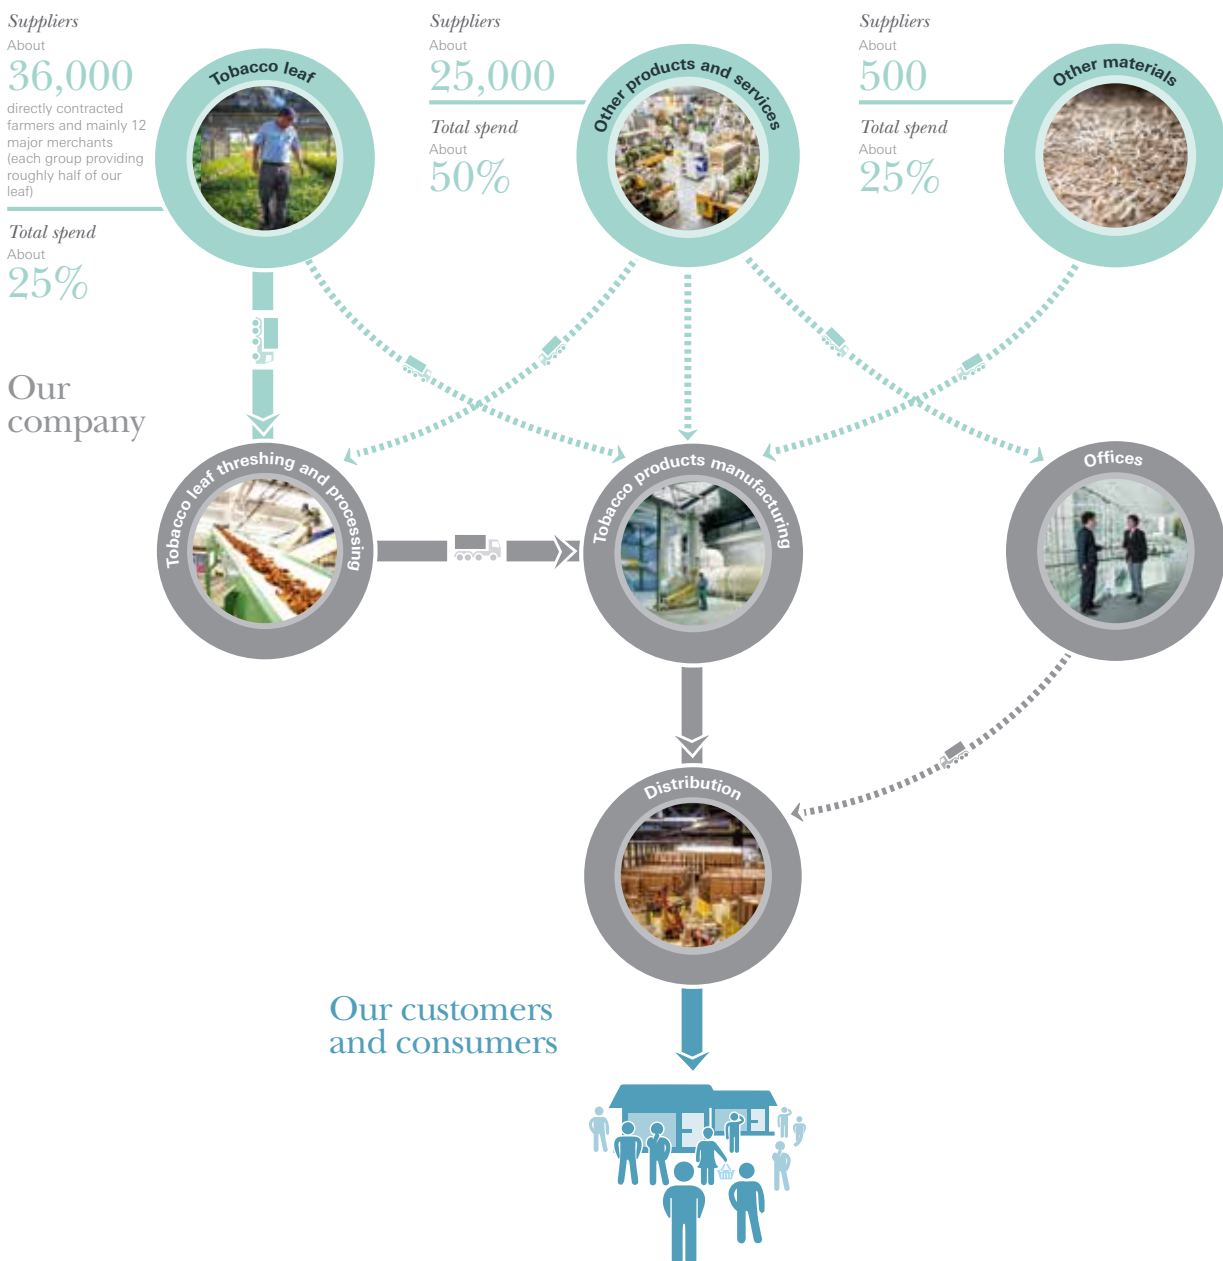 Suppliers
About
36,000
directly contracted
farmers and mainly 12
major merchants
(each group providing
roughly half of our
leaf)
Total spend
About
25%
Tobacco leaf
Suppliers
About
25,000
Total spend
About
50%
Other products and services
Suppliers
About
500
Total spend
About
25%
Other materials
Our
company
Tobacco leaf threshing and processing
Tobacco products manufacturing
Offices
Distribution
Our customers
and consumers